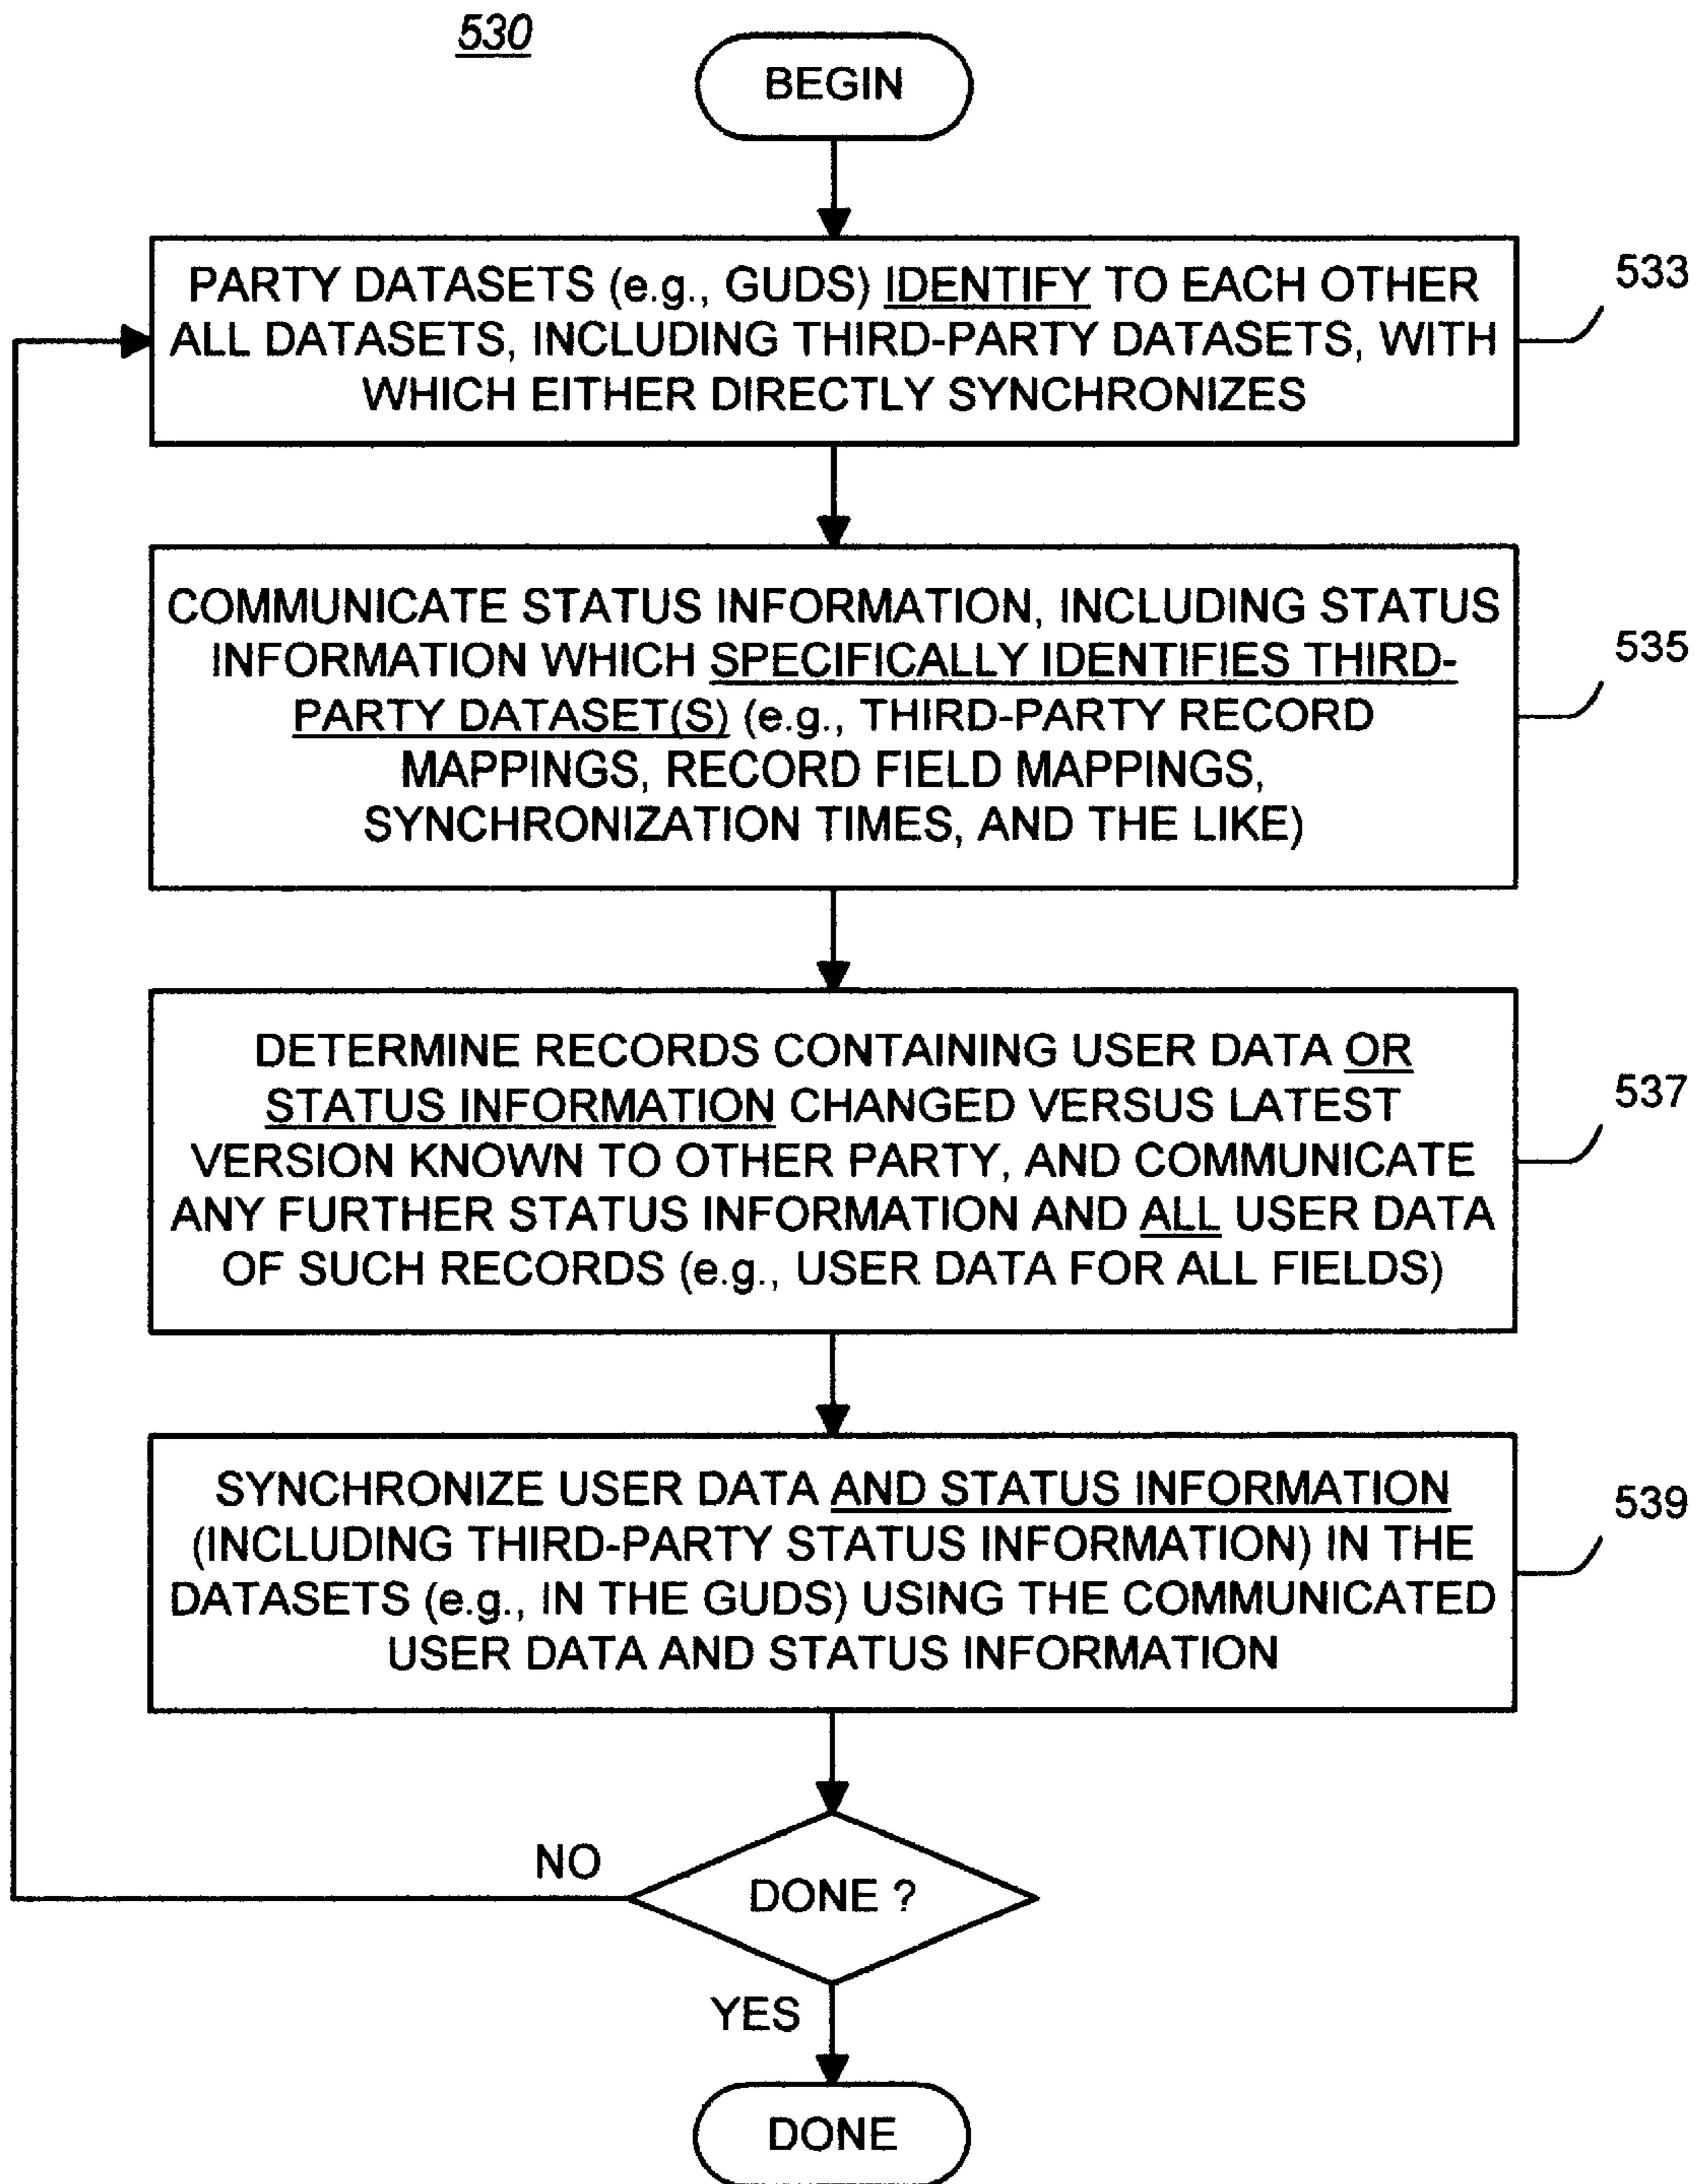 530
BEGIN
PARTY DATASETS (e.g., GUDS) IDENTIFY TO EACH OTHER
ALL DATASETS, INCLUDING THIRD-PARTY DATASETS, WITH
WHICH EITHER DIRECTLY SYNCHRONIZES
533
COMMUNICATE STATUS INFORMATION, INCLUDING STATUS
INFORMATION WHICH SPECIFICALLY IDENTIFIES THIRD-
PARTY DATASET(S) (e.g., THIRD-PARTY RECORD
MAPPINGS, RECORD FIELD MAPPINGS,
SYNCHRONIZATION TIMES, AND THE LIKE)
535
DETERMINE RECORDS CONTAINING USER DATA OR
STATUS INFORMATION CHANGED VERSUS LATEST
VERSION KNOWN TO OTHER PARTY, AND COMMUNICATE
ANY FURTHER STATUS INFORMATION AND ALL USER DATA
OF SUCH RECORDS (e.g., USER DATA FOR ALL FIELDS)
537
SYNCHRONIZE USER DATA AND STATUS INFORMATION
(INCLUDING THIRD-PARTY STATUS INFORMATION) IN THE
DATASETS (e.g., IN THE GUDS) USING THE COMMUNICATED
USER DATA AND STATUS INFORMATION
539
NO
DONE ?
YES
DONE